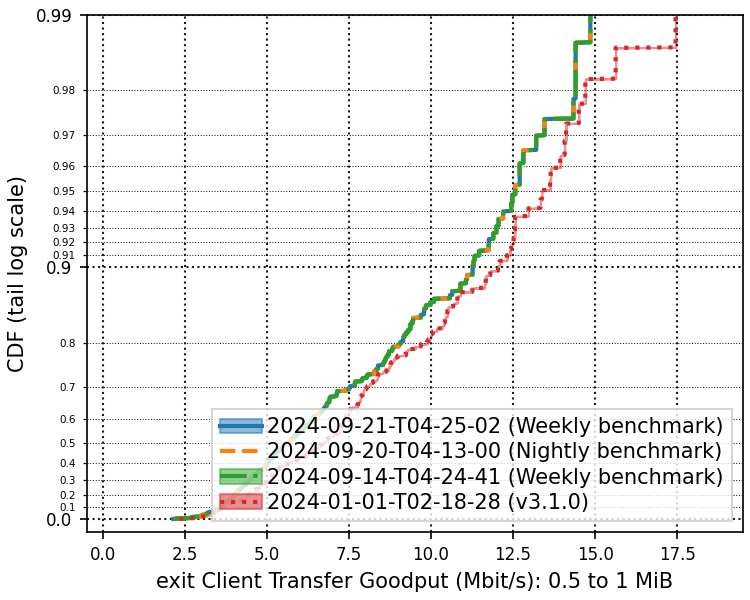 0.99
0.98
0.97
0.96
0.95
0.94
0.93
0.92
0.91
0.9
0.8
0.7
0.6
0.5
0.4
0.3
0.2
0.1
0.0
CDF (tail log scale)
2024-09-21-T04-25-02 (Weekly benchmark)
2024-09-20-T04-13-00 (Nightly benchmark)
2024-09-14-T04-24-41 (Weekly benchmark)
2024-01-01-T02-18-28 (v3.1.0)
0.0 2.5 5.0 7.5 10.0 12.5 15.0 17.5
exit Client Transfer Goodput (Mbit/s): 0.5 to 1 MiB